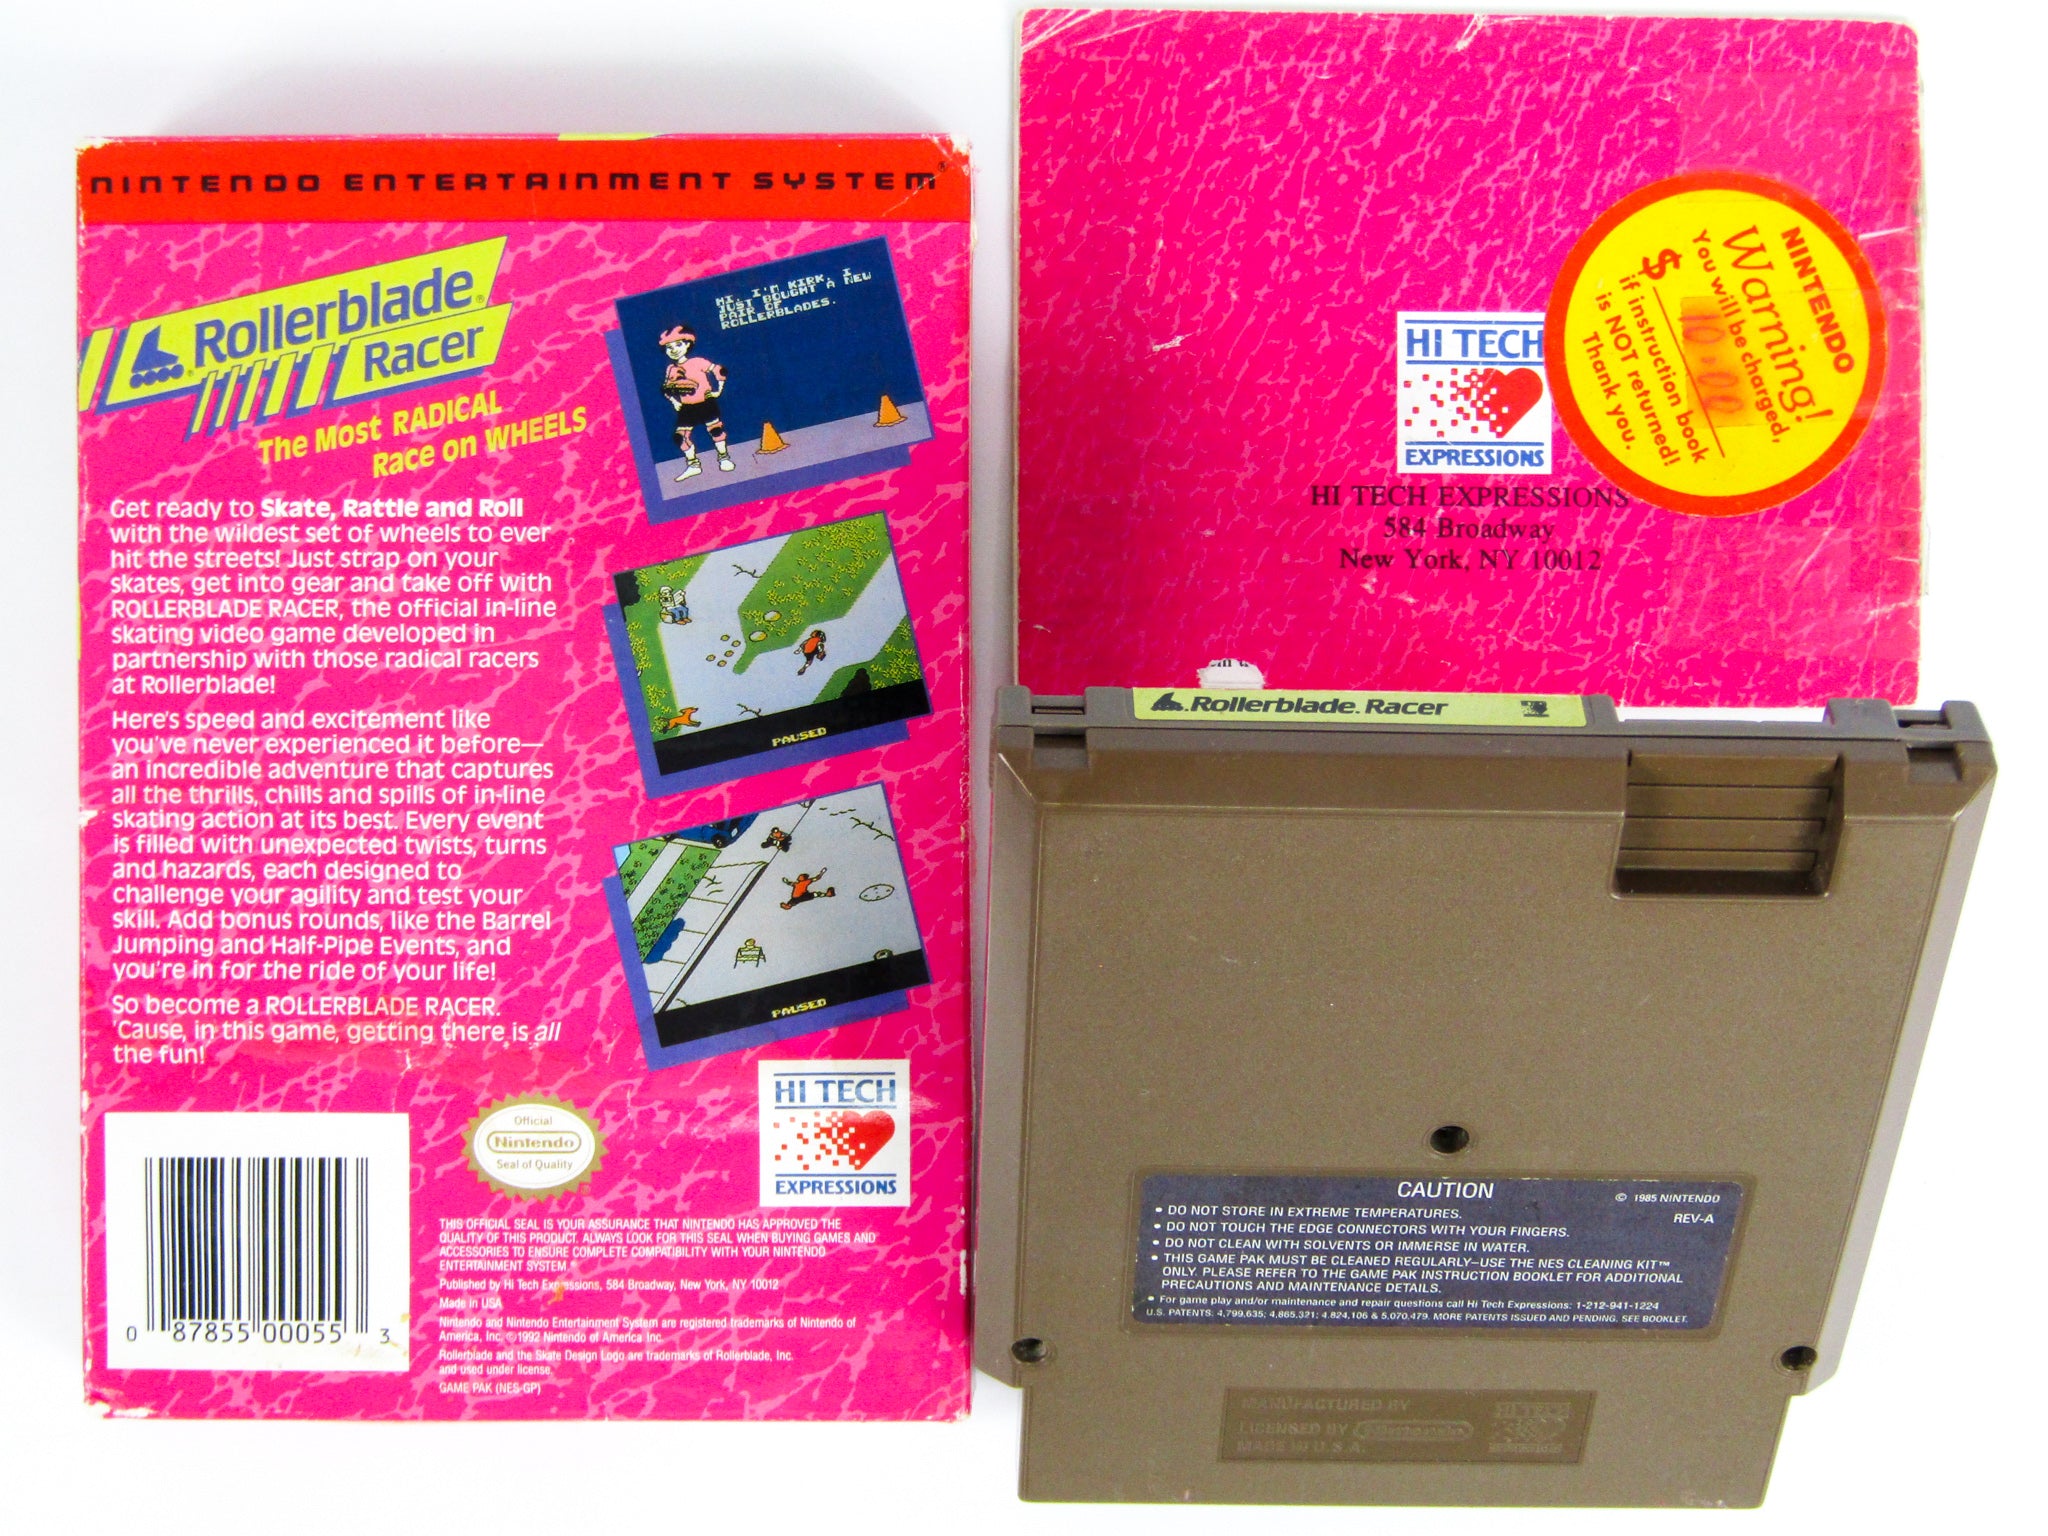 NINTENDO ENTERTAINMENT SYSTEM®
Rollerblade®
Racer
The Most RADICAL
Race on WHEELS
Get ready to Skate, Rattle and Roll
with the wildest set of wheels to ever
hit the streets! Just strap on your
skates, get into gear and take off with
ROLLERBLADE RACER, the official in-line
skating video game developed in
partnership with those radical racers
at Rollerblade!
Here's speed and excitement like
you've never experienced it before—
an incredible adventure that captures
all the thrills, chills and spills of in-line
skating action at its best. Every event
is filled with unexpected twists, turns
and hazards, each designed to
challenge your agility and test your
skill. Add bonus rounds, like the Barrel
Jumping and Half-Pipe Events, and
you're in for the ride of your life!
So become a ROLLERBLADE RACER.
'Cause, in this game, getting there is all
the fun!
HI, I'M KIRK. I
JUST BOUGHT A NEW
PAIR OF
ROLLERBLADES.
PAUSED
PAUSED
0 87855 00055 3
Official
Nintendo
Seal of Quality
HI TECH
EXPRESSIONS
THIS OFFICIAL SEAL IS YOUR ASSURANCE THAT NINTENDO HAS APPROVED THE
QUALITY OF THIS PRODUCT. ALWAYS LOOK FOR THIS SEAL WHEN BUYING GAMES AND
ACCESSORIES TO ENSURE COMPLETE COMPATIBILITY WITH YOUR NINTENDO
ENTERTAINMENT SYSTEM.®
Published by Hi Tech Expressions, 584 Broadway, New York, NY 10012
Made in USA
Nintendo and Nintendo Entertainment System are registered trademarks of Nintendo of
America, Inc. ©1992 Nintendo of America Inc.
Rollerblade and the Skate Design Logo are trademarks of Rollerblade, Inc.
and used under license.
GAME PAK (NES-GP)
HI TECH
EXPRESSIONS
HI TECH EXPRESSIONS
584 Broadway
New York, NY 10012
NINTENDO
Warning!
You will be charged,
$ 10.00
if instruction book
is NOT returned!
Thank you.
Rollerblade. Racer
CAUTION
© 1985 NINTENDO
REV-A
• DO NOT STORE IN EXTREME TEMPERATURES.
• DO NOT TOUCH THE EDGE CONNECTORS WITH YOUR FINGERS.
• DO NOT CLEAN WITH SOLVENTS OR IMMERSE IN WATER.
• THIS GAME PAK MUST BE CLEANED REGULARLY–USE THE NES CLEANING KIT™
ONLY. PLEASE REFER TO THE GAME PAK INSTRUCTION BOOKLET FOR ADDITIONAL
PRECAUTIONS AND MAINTENANCE DETAILS.
• For game play and/or maintenance and repair questions call Hi Tech Expressions: 1-212-941-1224
U.S. PATENTS: 4,799,635; 4,865,321; 4,824,106 & 5,070,479. MORE PATENTS ISSUED AND PENDING. SEE BOOKLET.
MANUFACTURED BY
LICENSED BY Nintendo
MADE IN U.S.A.
HI TECH
EXPRESSIONS